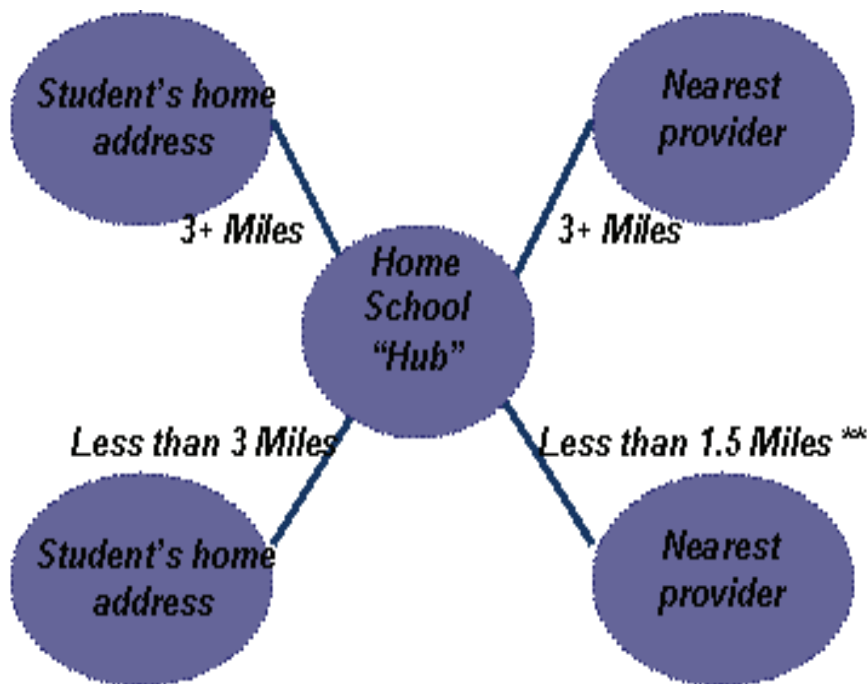 Student's home
address
Nearest
provider
3+ Miles
3+ Miles
Home
School
“Hub”
Less than 3 Miles
Less than 1.5 Miles **
Student's home
address
Nearest
provider